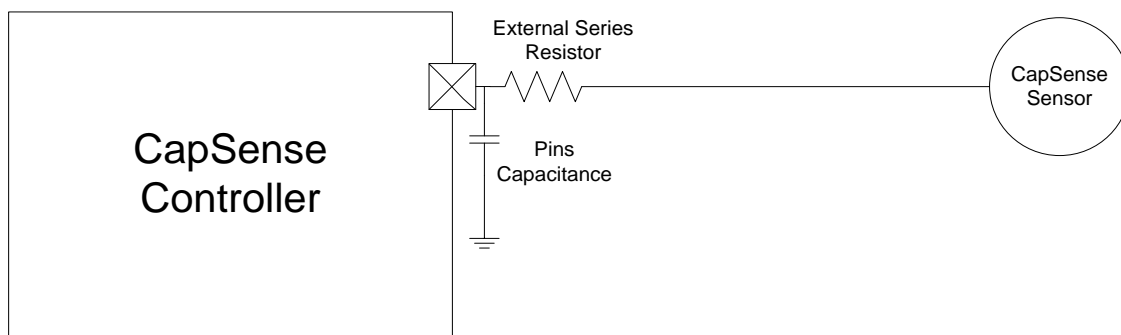 External Series
Resistor
CapSense
Sensor
CapSense
Controller
Pins
Capacitance